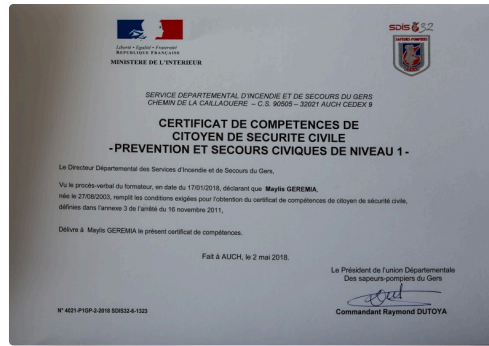 Liberté • Egalité • Fraternité
REPUBLIQUE FRANÇAISE
MINISTERE DE L'INTERIEUR
SDIS 32
SAPEURS-POMPIERS
SERVICE DEPARTEMENTAL D'INCENDIE ET DE SECOURS DU GERS
CHEMIN DE LA CAILLAOUERE – C.S. 90505 – 32021 AUCH CEDEX 9
CERTIFICAT DE COMPETENCES DE
CITOYEN DE SECURITE CIVILE
- PREVENTION ET SECOURS CIVIQUES DE NIVEAU 1 -
Le Directeur Départemental des Services d'Incendie et de Secours du Gers,
Vu le procès-verbal du formateur, en date du 17/01/2018, déclarant que Maylis GEREMIA,
née le 27/08/2003, remplit les conditions exigées pour l'obtention du certificat de compétences de citoyen de sécurité civile,
définies dans l'annexe 3 de l'arrêté du 16 novembre 2011,
Délivre à Maylis GEREMIA le présent certificat de compétences.
Fait à AUCH, le 2 mai 2018.
Le Président de l'union Départementale
Des sapeurs-pompiers du Gers
Commandant Raymond DUTOYA
N° 4021-P1GP-2-2018 SDIS32-6-1323